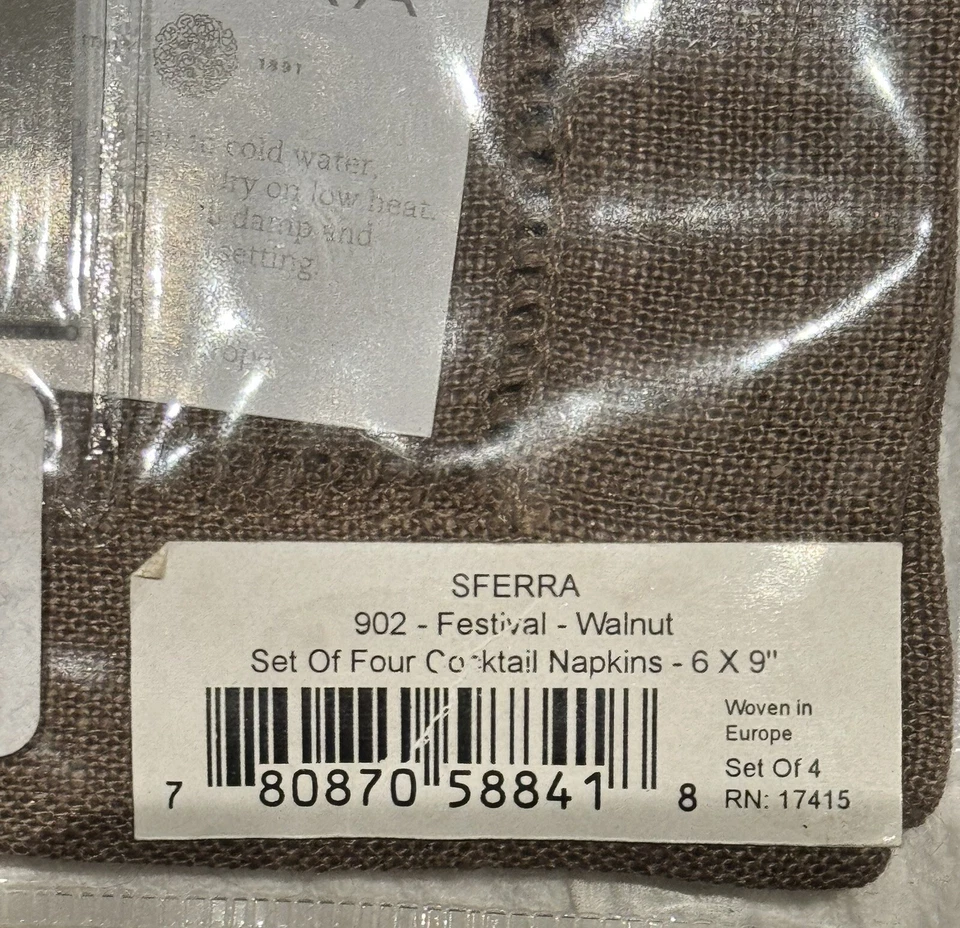 1891
cold water,
dry on low heat.
damp and
setting.
SFERRA
902 - Festival - Walnut
Set Of Four Cocktail Napkins - 6 X 9"
Woven in
Europe
Set Of 4
RN: 17415
7 80870 58841 8